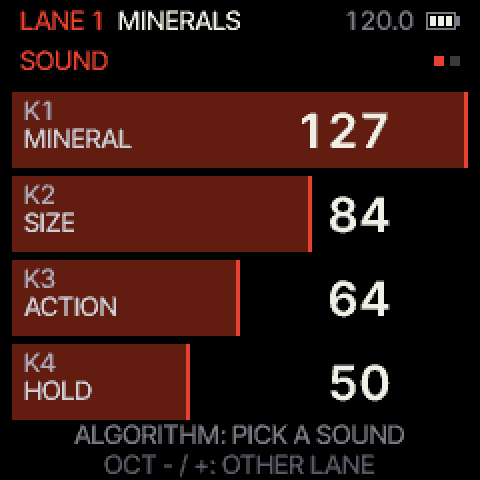 LANE 1 MINERALS 120.0
SOUND
K1
MINERAL 127
K2
SIZE 84
K3
ACTION 64
K4
HOLD 50
ALGORITHM: PICK A SOUND
OCT - / +: OTHER LANE